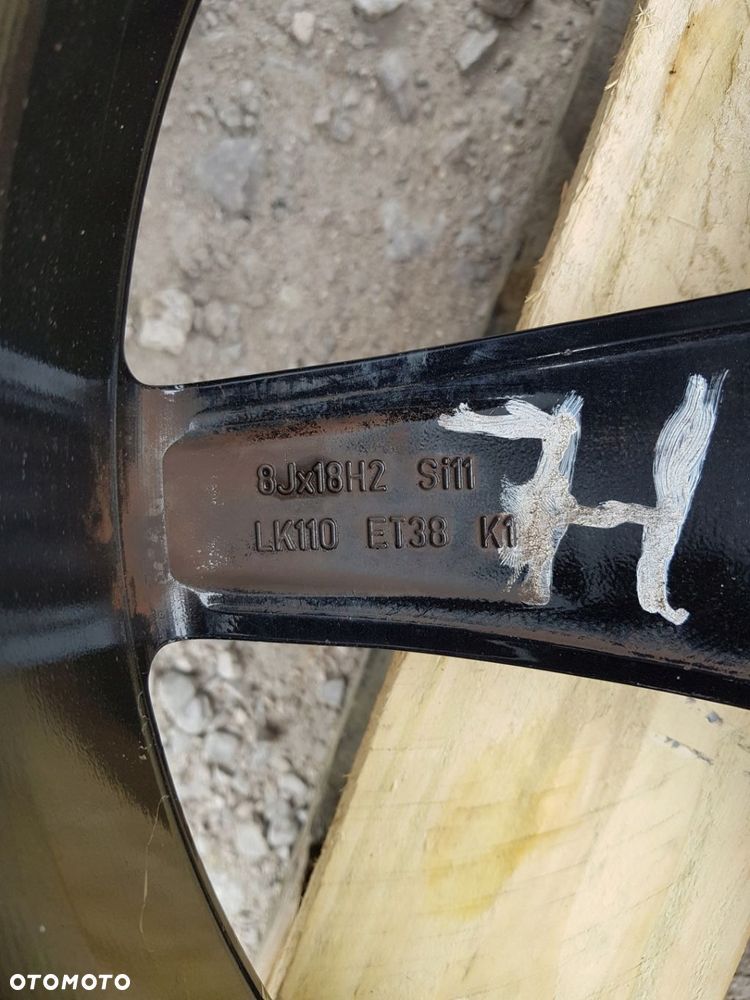 8Jx18H2 Si11
LK110 ET38 K1
H
OTOMOTO